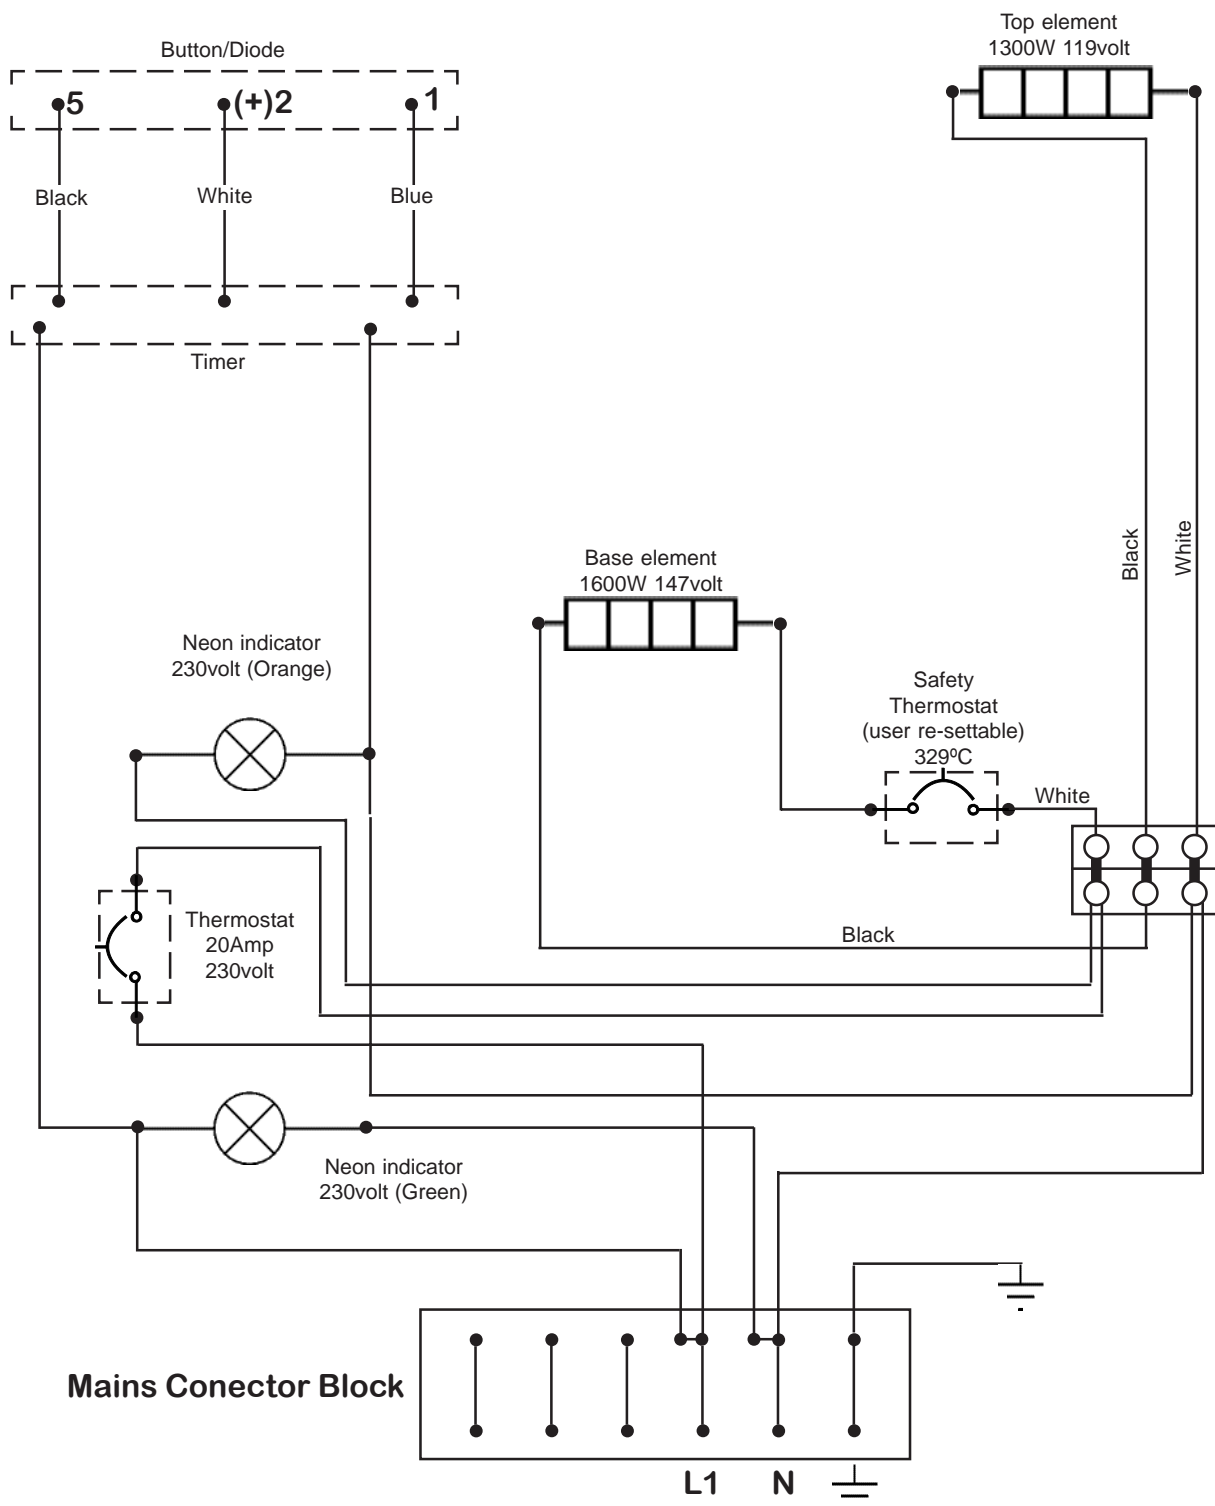 Top element
1300W 119volt
Button/Diode
5
(+)2
1
Black
White
Blue
Timer
Black
White
Base element
1600W 147volt
Neon indicator
230volt (Orange)
Safety
Thermostat
(user re-settable)
329ºC
White
Thermostat
20Amp
230volt
Black
Neon indicator
230volt (Green)
Mains Conector Block
L1
N